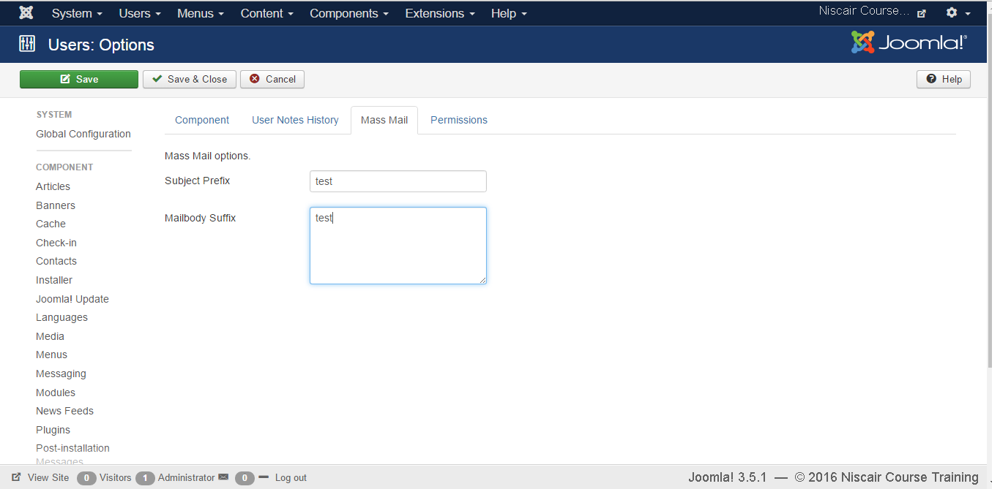 System Users Menus Content Components Extensions Help Niscair Course...
Users: Options Joomla!®
Save Save & Close Cancel Help
SYSTEM
Global Configuration
COMPONENT
Articles
Banners
Cache
Check-in
Contacts
Installer
Joomla! Update
Languages
Media
Menus
Messaging
Modules
News Feeds
Plugins
Post-installation
Messages
Component User Notes History Mass Mail Permissions
Mass Mail options.
Subject Prefix test
Mailbody Suffix test
View Site 0 Visitors 1 Administrator 0 Log out Joomla! 3.5.1 — © 2016 Niscair Course Training